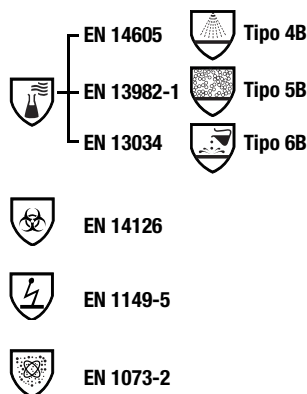 EN 14605 Tipo 4B
EN 13982-1 Tipo 5B
EN 13034 Tipo 6B
EN 14126
EN 1149-5
EN 1073-2